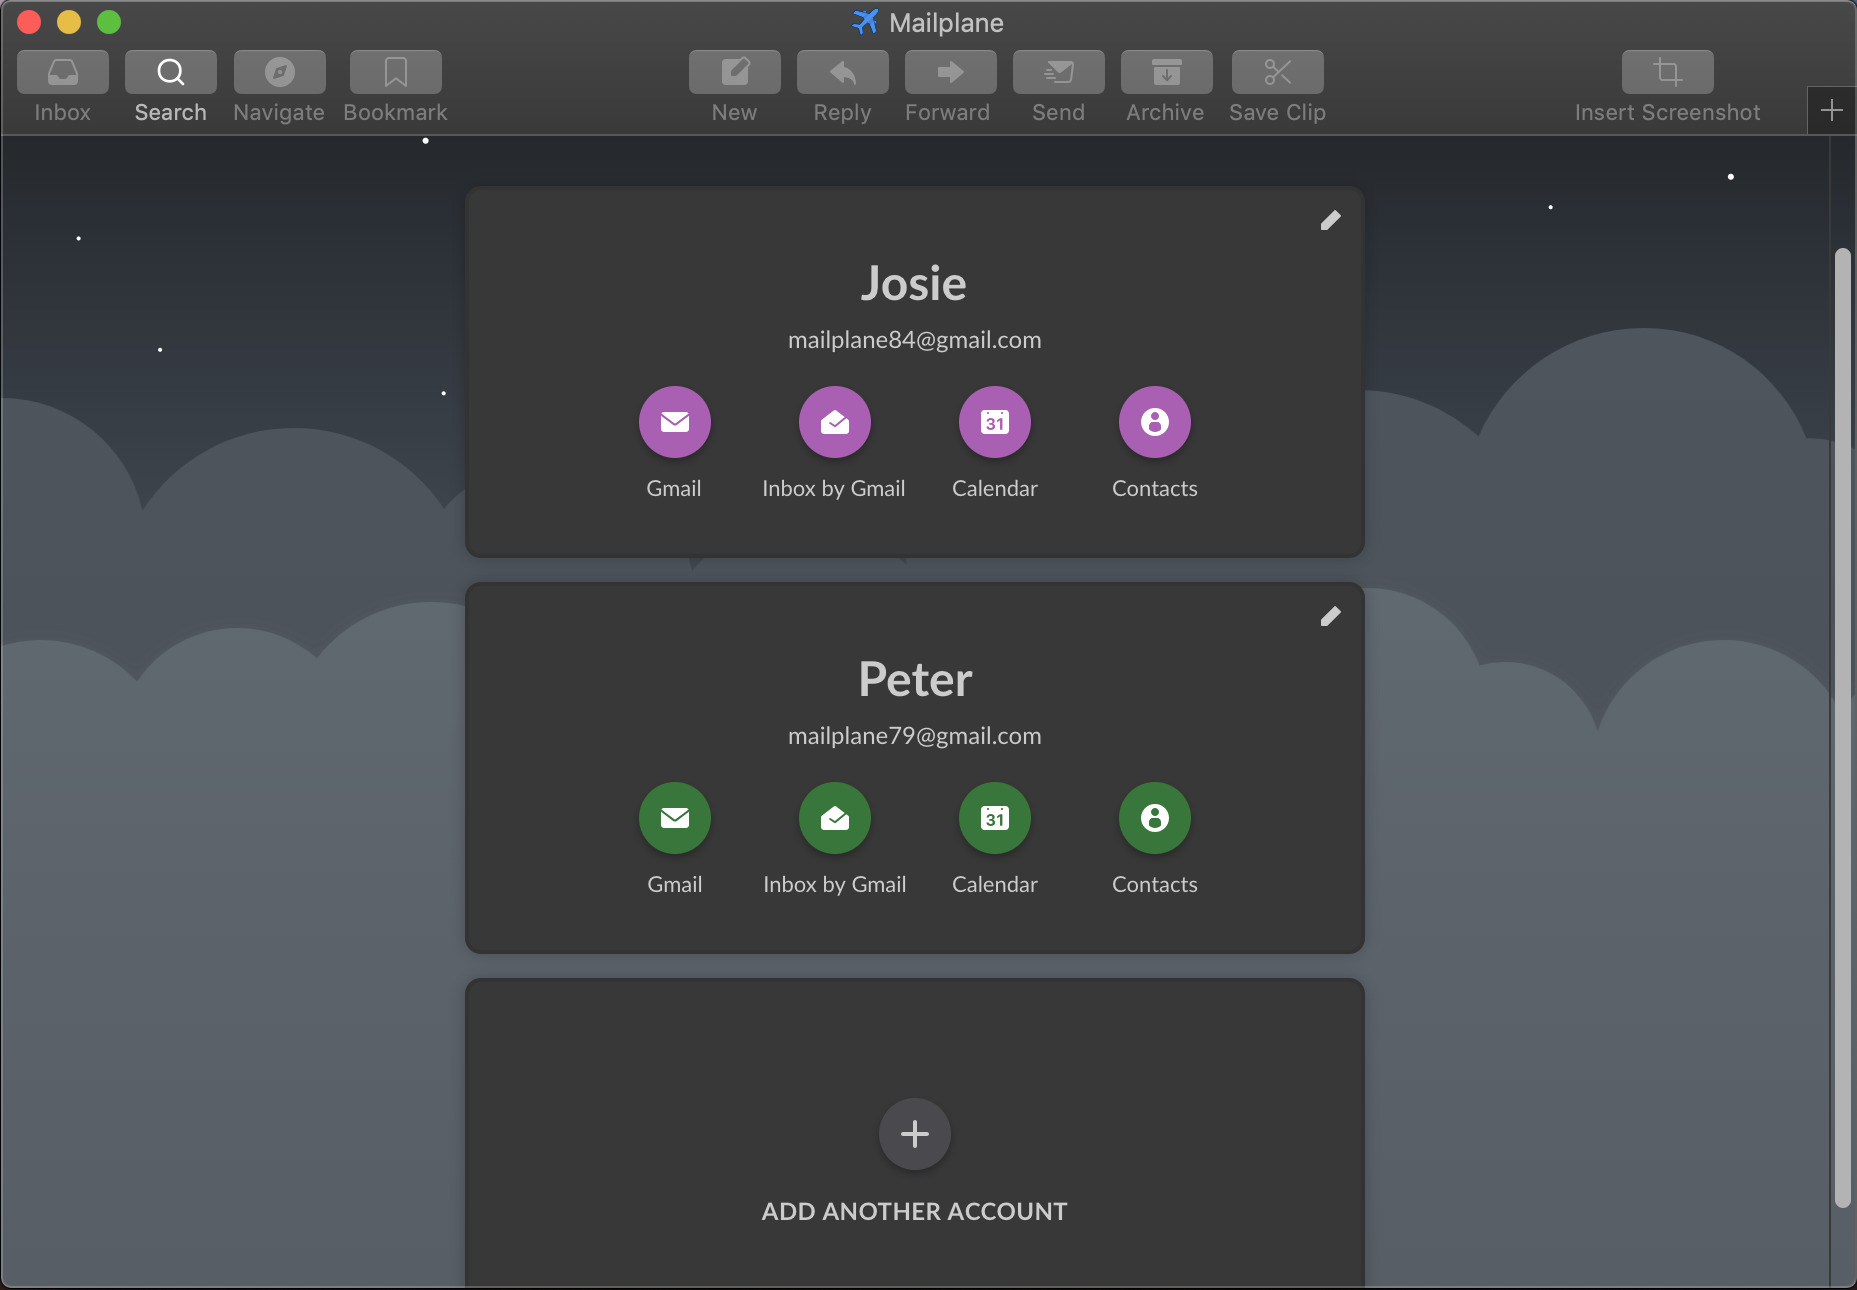 Mailplane
Inbox Search Navigate Bookmark New Reply Forward Send Archive Save Clip Insert Screenshot
Josie
mailplane84@gmail.com
31
Gmail Inbox by Gmail Calendar Contacts
Peter
mailplane79@gmail.com
31
Gmail Inbox by Gmail Calendar Contacts
ADD ANOTHER ACCOUNT